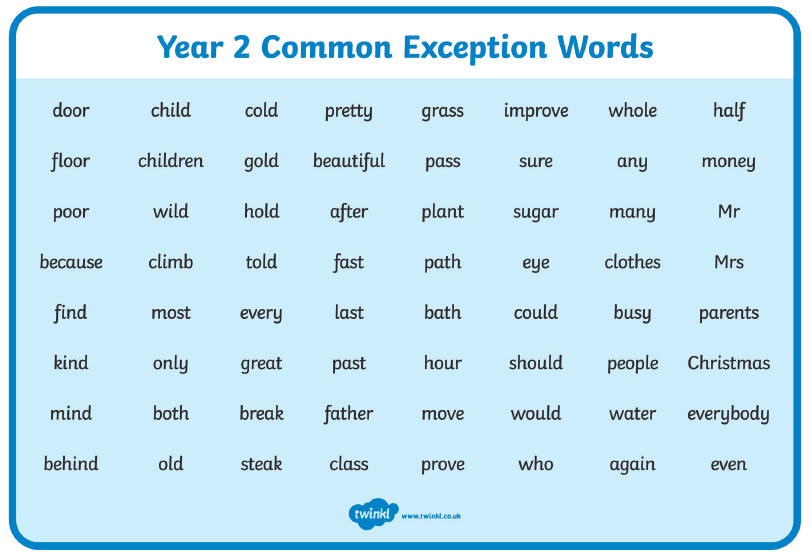 Year 2 Common Exception Words
door child cold pretty grass improve whole half
floor children gold beautiful pass sure any money
poor wild hold after plant sugar many Mr
because climb told fast path eye clothes Mrs
find most every last bath could busy parents
kind only great past hour should people Christmas
mind both break father move would water everybody
behind old steak class prove who again even
twinkl www.twinkl.co.uk